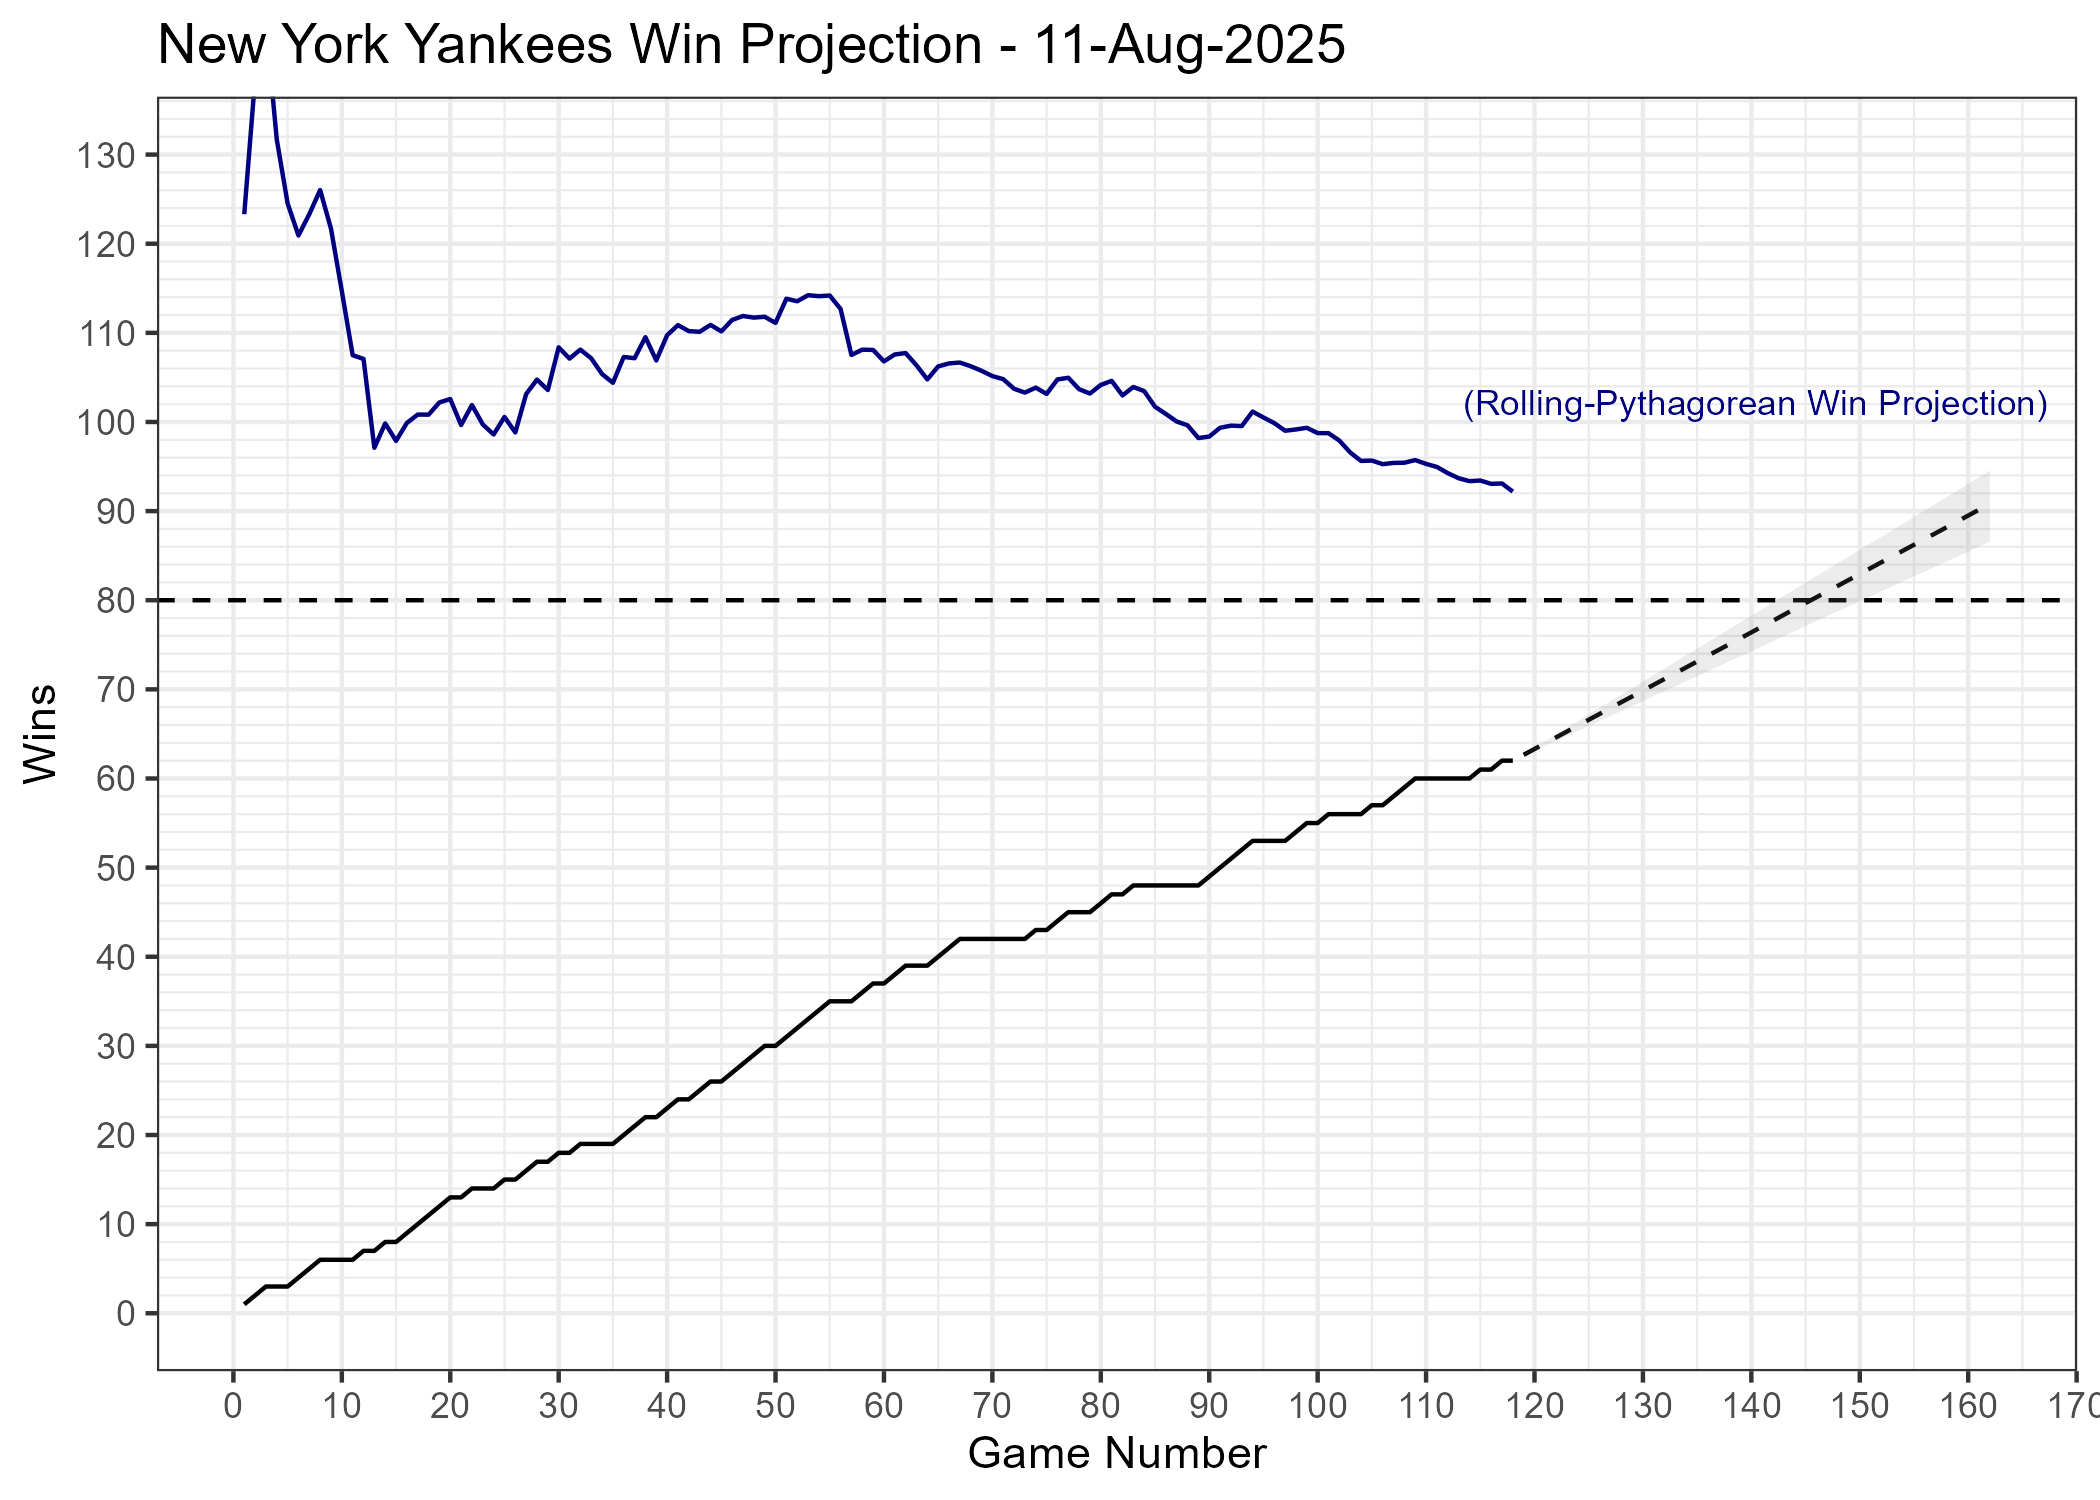 New York Yankees Win Projection - 11-Aug-2025
130
120
110
100
90
80
70
60
50
40
30
20
10
0
Wins
(Rolling-Pythagorean Win Projection)
0 10 20 30 40 50 60 70 80 90 100 110 120 130 140 150 160 170
Game Number